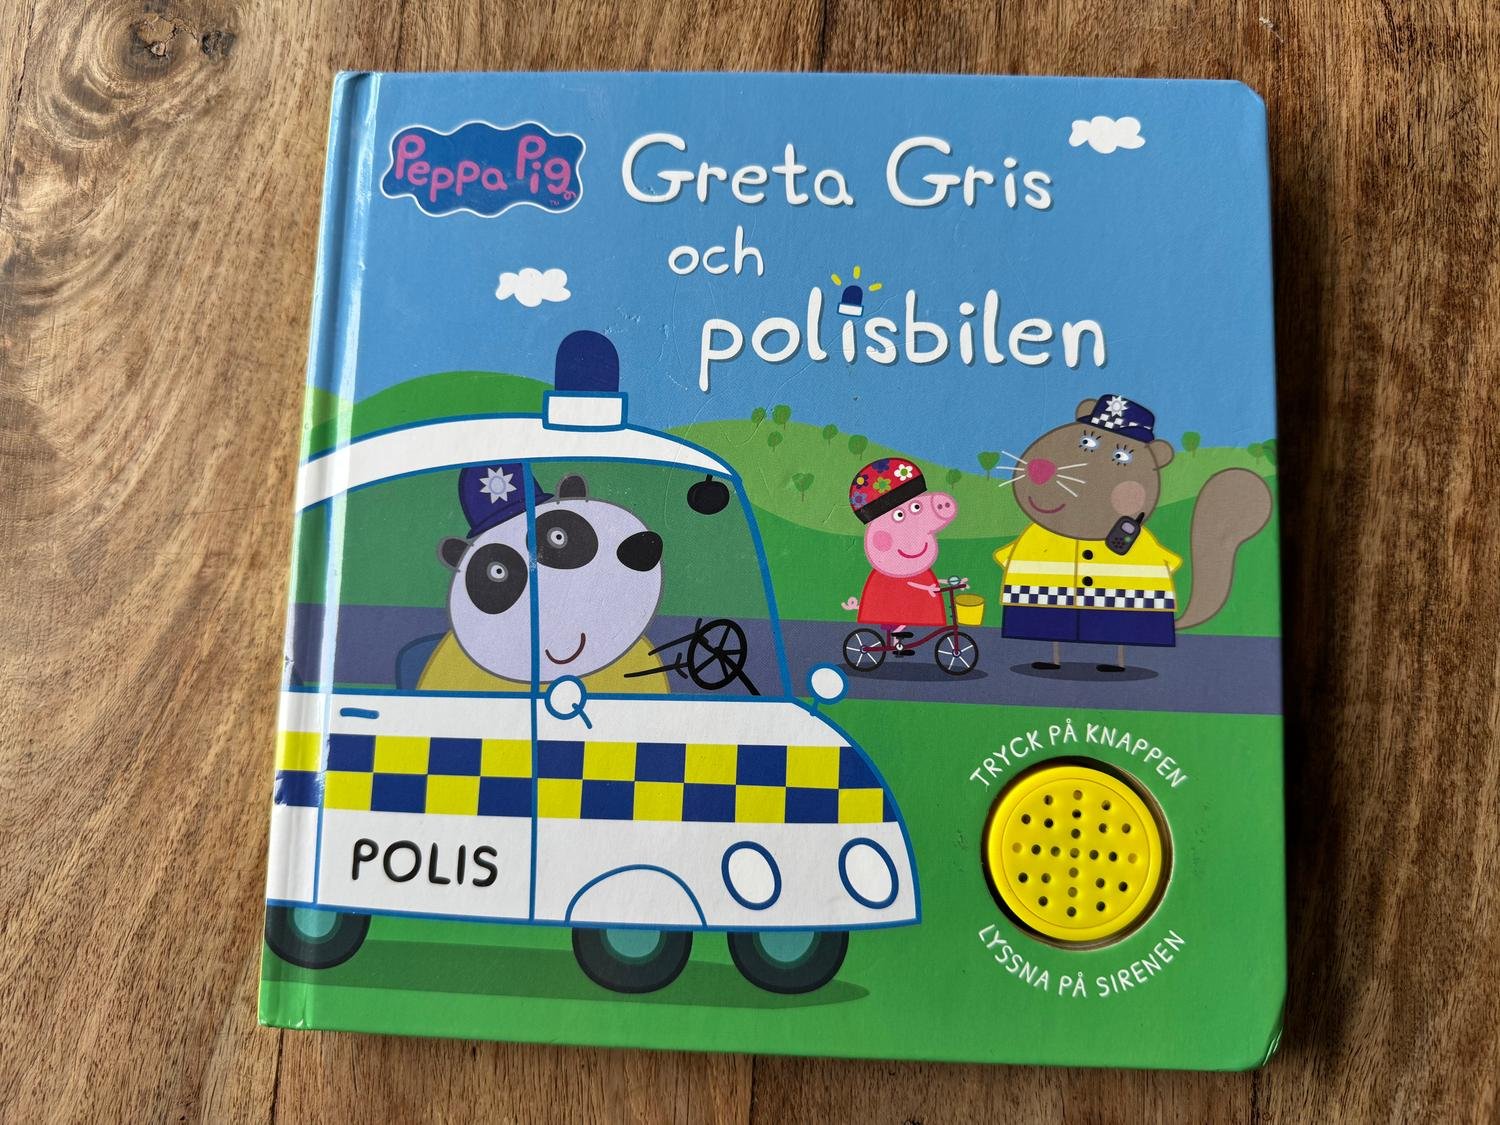 Peppa Pig
Greta Gris
och
polisbilen
POLIS
TRYCK PÅ KNAPPEN
LYSSNA PÅ SIRENEN